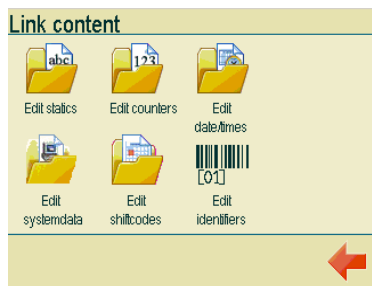 Link content
abc 123
Edit statics Edit counters Edit
date/times
[01]
Edit Edit Edit
systemdata shiftcodes identifiers